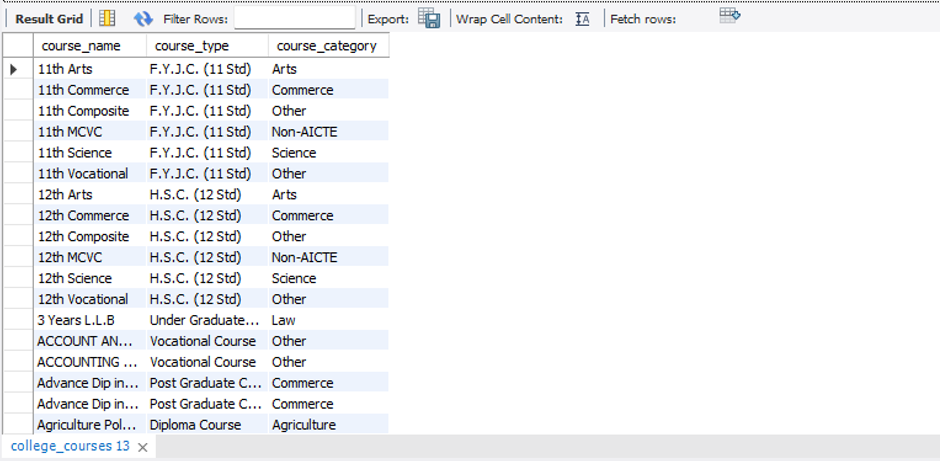 Result Grid Filter Rows: Export: Wrap Cell Content: Fetch rows:
course_name course_type course_category
11th Arts F.Y.J.C. (11 Std) Arts
11th Commerce F.Y.J.C. (11 Std) Commerce
11th Composite F.Y.J.C. (11 Std) Other
11th MCVC F.Y.J.C. (11 Std) Non-AICTE
11th Science F.Y.J.C. (11 Std) Science
11th Vocational F.Y.J.C. (11 Std) Other
12th Arts H.S.C. (12 Std) Arts
12th Commerce H.S.C. (12 Std) Commerce
12th Composite H.S.C. (12 Std) Other
12th MCVC H.S.C. (12 Std) Non-AICTE
12th Science H.S.C. (12 Std) Science
12th Vocational H.S.C. (12 Std) Other
3 Years L.L.B Under Graduate... Law
ACCOUNT AN... Vocational Course Other
ACCOUNTING ... Vocational Course Other
Advance Dip in... Post Graduate C... Commerce
Advance Dip in... Post Graduate C... Commerce
Agriculture Pol... Diploma Course Agriculture
college_courses 13